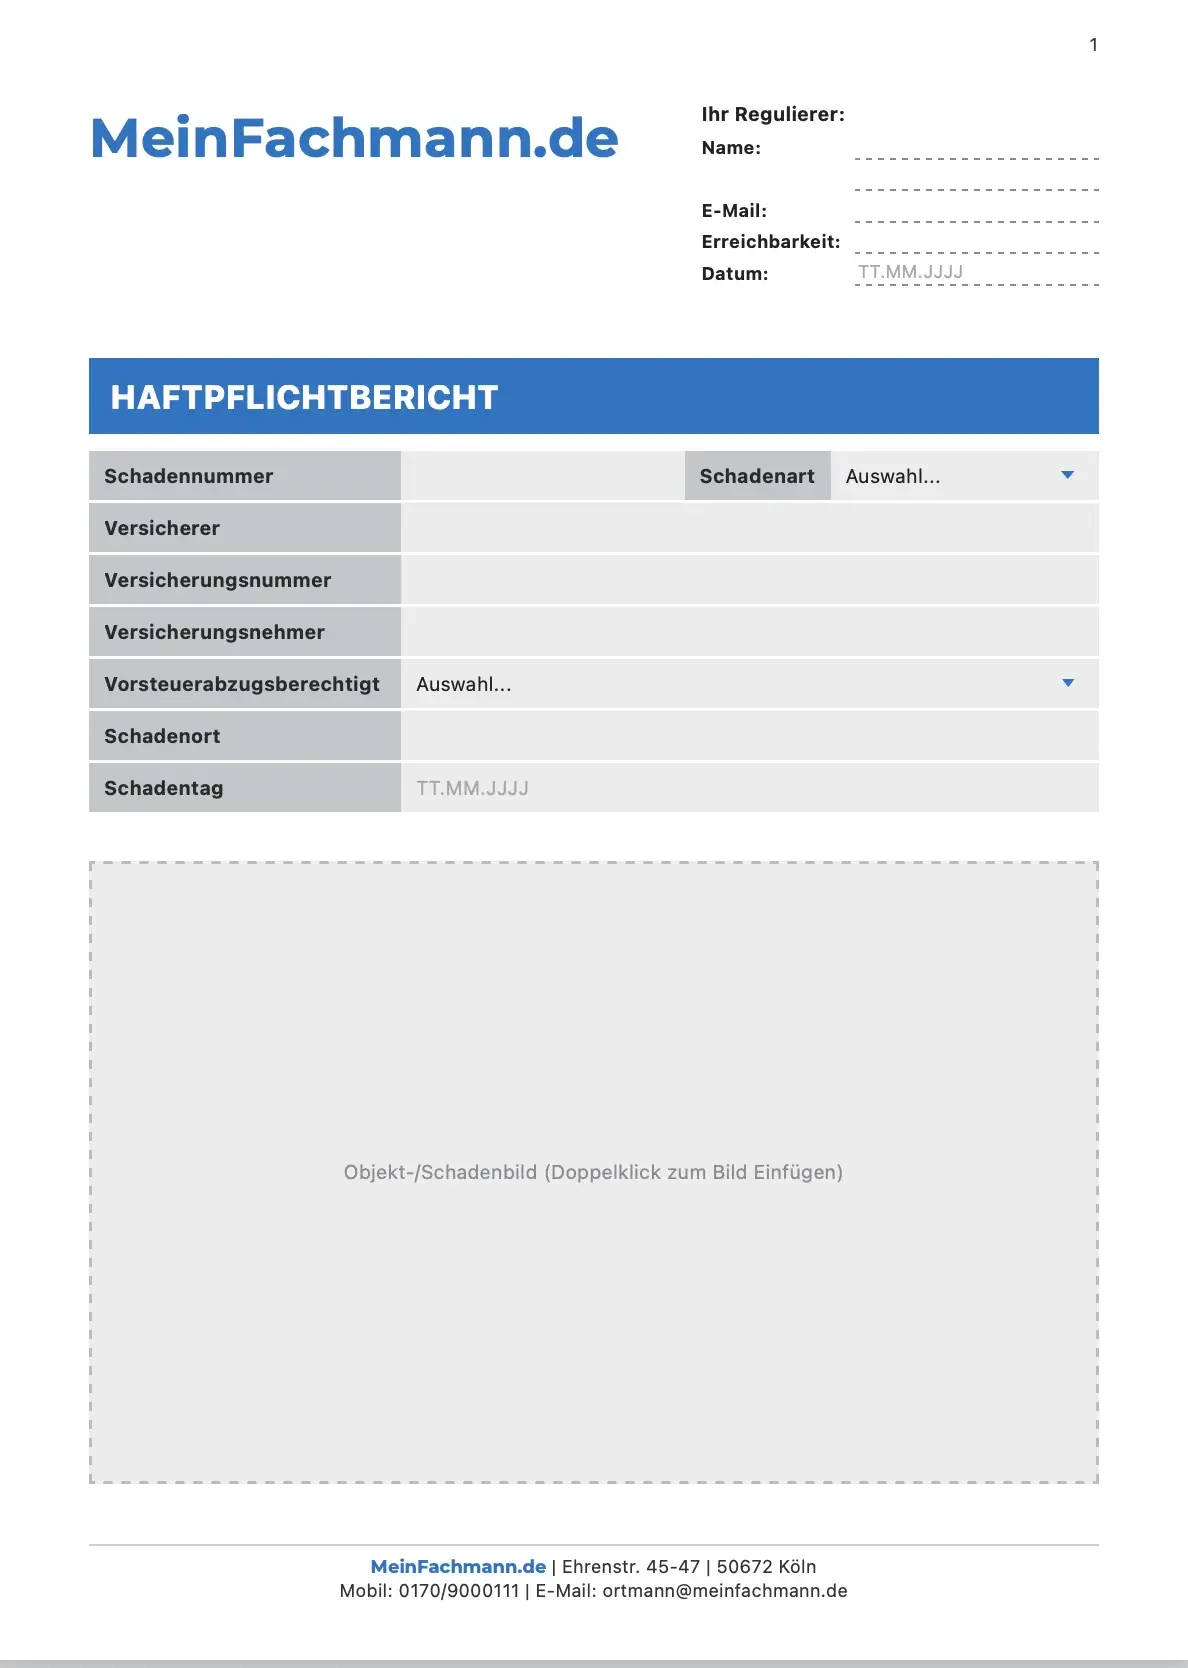 1
MeinFachmann.de
Ihr Regulierer:
Name:
E-Mail:
Erreichbarkeit:
Datum: TT.MM.JJJJ
HAFTPFLICHTBERICHT
Schadennummer Schadenart Auswahl...
Versicherer
Versicherungsnummer
Versicherungsnehmer
Vorsteuerabzugsberechtigt Auswahl...
Schadenort
Schadentag TT.MM.JJJJ
Objekt-/Schadenbild (Doppelklick zum Bild Einfügen)
MeinFachmann.de | Ehrenstr. 45-47 | 50672 Köln
Mobil: 0170/9000111 | E-Mail: ortmann@meinfachmann.de